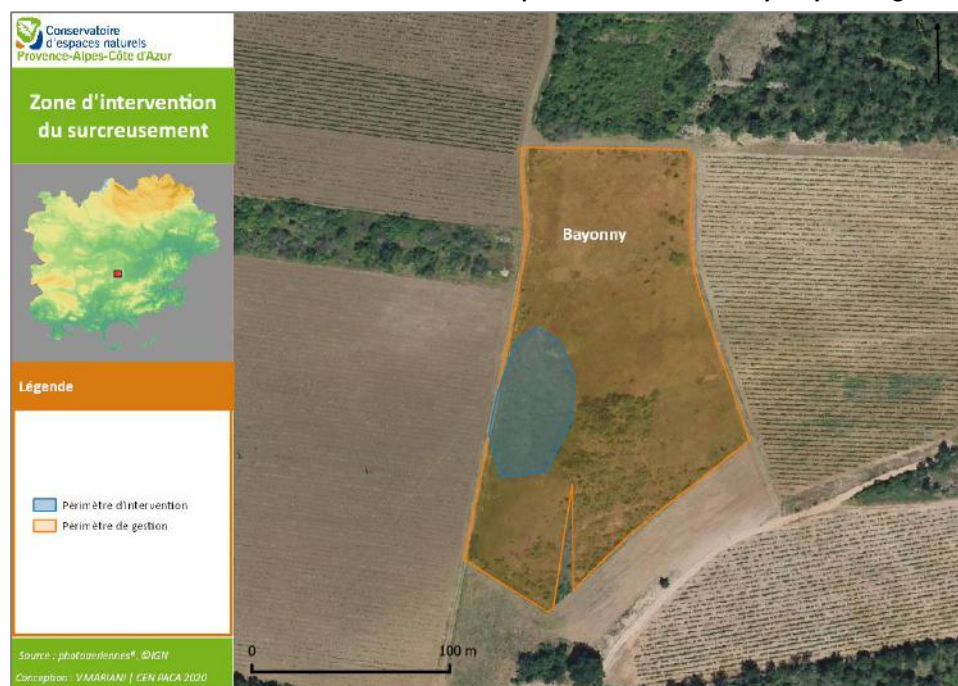 Conservatoire
d'espaces naturels
Provence-Alpes-Côte d'Azur
Zone d'intervention
du surcreusement
Bayonny
Légende
Périmètre d'intervention
Périmètre de gestion
0
100 m
Source : photoaeriennes®, ©IGN
Conception : V.MARIANI | CEN PACA 2020